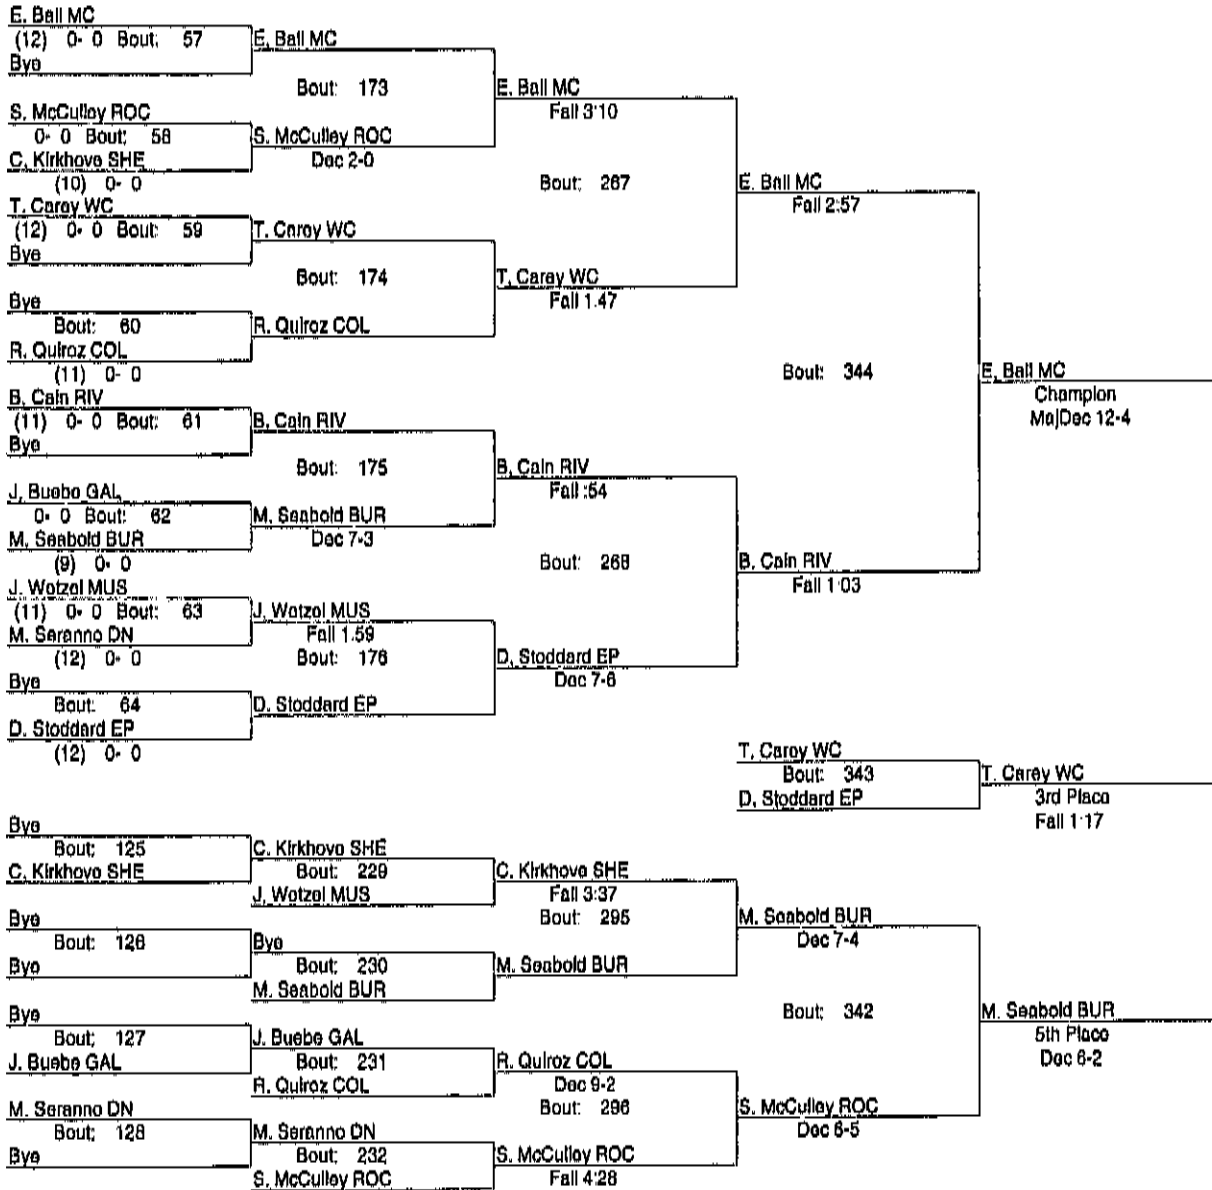 E. Ball MC
(12) 0- 0 Bout: 57
Bye
E. Ball MC
Bout: 173
S. McCulley ROC
0- 0 Bout: 58
C. Kirkhove SHE
(10) 0- 0
S. McCulley ROC
Dec 2-0
E. Ball MC
Fall 3:10
Bout: 267
T. Carey WC
(12) 0- 0 Bout: 59
Bye
T. Carey WC
Bout: 174
Bye
Bout: 60
R. Quiroz COL
(11) 0- 0
R. Quiroz COL
T. Carey WC
Fall 1:47
E. Ball MC
Fall 2:57
Bout: 344
B. Cain RIV
(11) 0- 0 Bout: 61
Bye
B. Cain RIV
Bout: 175
J. Buebe GAL
0- 0 Bout: 62
M. Seabold BUR
(9) 0- 0
M. Seabold BUR
Dec 7-3
B. Cain RIV
Fall :54
Bout: 268
J. Wetzel MUS
(11) 0- 0 Bout: 63
M. Seranno DN
(12) 0- 0
J. Wetzel MUS
Fall 1:59
Bout: 176
Bye
Bout: 64
D. Stoddard EP
(12) 0- 0
D. Stoddard EP
D. Stoddard EP
Dec 7-6
B. Cain RIV
Fall 1:03
E. Ball MC
Champion
MajDec 12-4
T. Carey WC
Bout: 343
D. Stoddard EP
T. Carey WC
3rd Place
Fall 1:17
Bye
Bout: 125
C. Kirkhove SHE
C. Kirkhove SHE
Bout: 229
J. Wetzel MUS
C. Kirkhove SHE
Fall 3:37
Bout: 295
Bye
Bout: 126
Bye
Bye
Bout: 230
M. Seabold BUR
M. Seabold BUR
M. Seabold BUR
Dec 7-4
Bout: 342
Bye
Bout: 127
J. Buebe GAL
J. Buebe GAL
Bout: 231
R. Quiroz COL
R. Quiroz COL
Dec 9-2
Bout: 296
M. Seranno DN
Bout: 128
Bye
M. Seranno DN
Bout: 232
S. McCulley ROC
S. McCulley ROC
Fall 4:28
S. McCulley ROC
Dec 6-5
M. Seabold BUR
5th Place
Dec 6-2